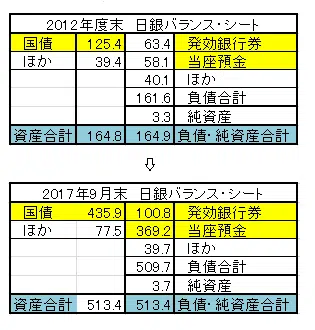 2012年度末 日銀バランス・シート
国債 125.4 63.4 発効銀行券
ほか 39.4 58.1 当座預金
40.1 ほか
161.6 負債合計
3.3 純資産
資産合計 164.8 164.9 負債・純資産合計
⇩
2017年9月末 日銀バランス・シート
国債 435.9 100.8 発効銀行券
ほか 77.5 369.2 当座預金
39.7 ほか
509.7 負債合計
3.7 純資産
資産合計 513.4 513.4 負債・純資産合計